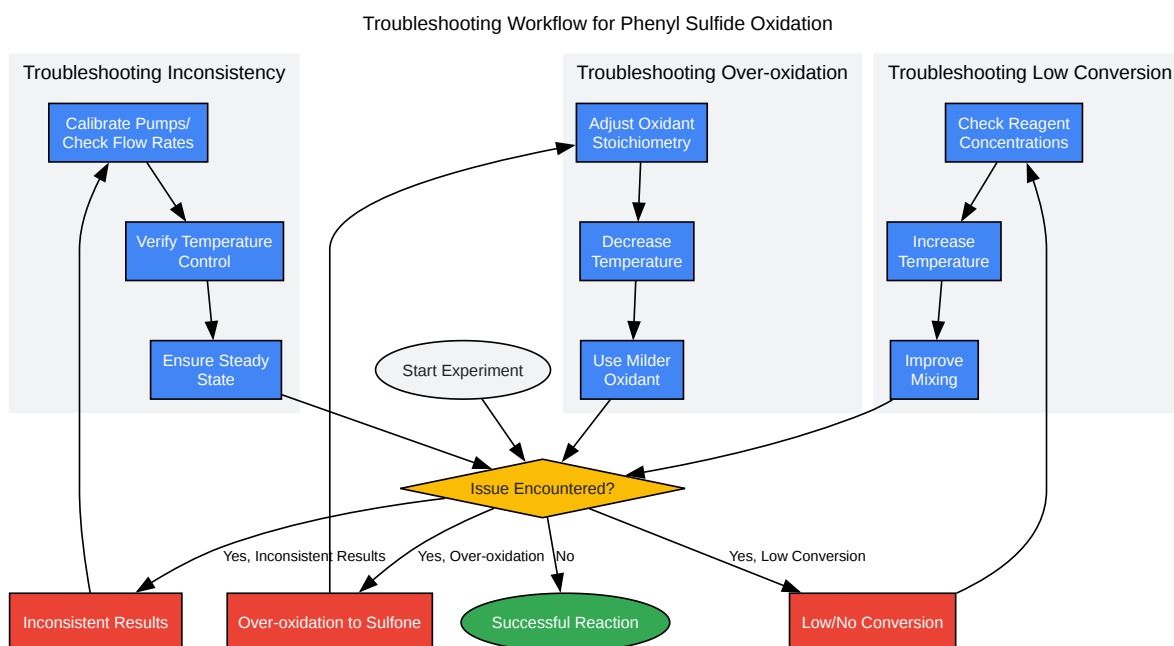 Troubleshooting Workflow for Phenyl Sulfide Oxidation
Troubleshooting Inconsistency
Troubleshooting Over-oxidation
Troubleshooting Low Conversion
Calibrate Pumps/
Check Flow Rates
Adjust Oxidant
Stoichiometry
Check Reagent
Concentrations
Verify Temperature
Control
Decrease
Temperature
Increase
Temperature
Ensure Steady
State
Start Experiment
Use Milder
Oxidant
Improve
Mixing
Issue Encountered?
Yes, Inconsistent Results
Yes, Over-oxidation
No
Yes, Low Conversion
Inconsistent Results
Over-oxidation to Sulfone
Successful Reaction
Low/No Conversion